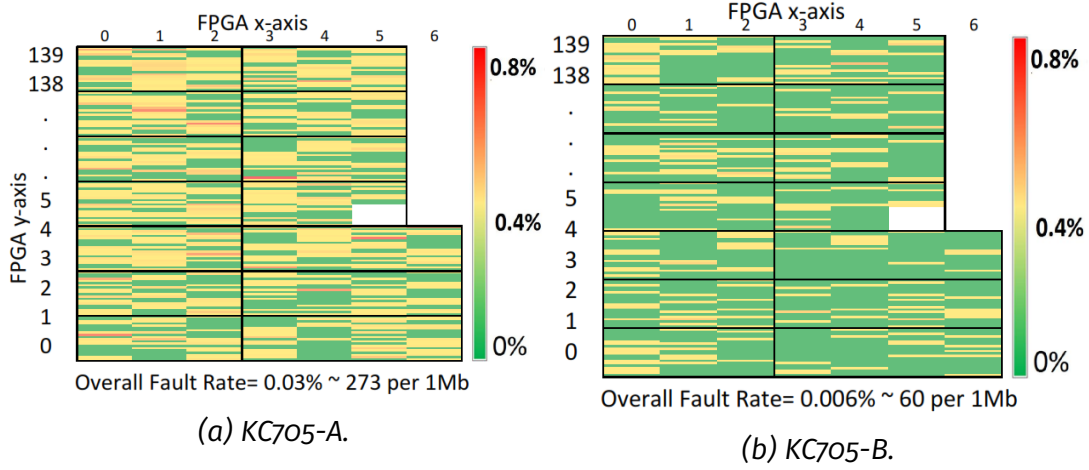 FPGA x-axis
0 1 2 3 4 5 6
FPGA y-axis
139
138
.
.
.
5
4
3
2
1
0
0.8%
0.4%
0%
Overall Fault Rate= 0.03% ~ 273 per 1Mb
(a) KC705-A.
FPGA x-axis
0 1 2 3 4 5 6
FPGA y-axis
139
138
.
.
.
5
4
3
2
1
0
0.8%
0.4%
0%
Overall Fault Rate= 0.006% ~ 60 per 1Mb
(b) KC705-B.